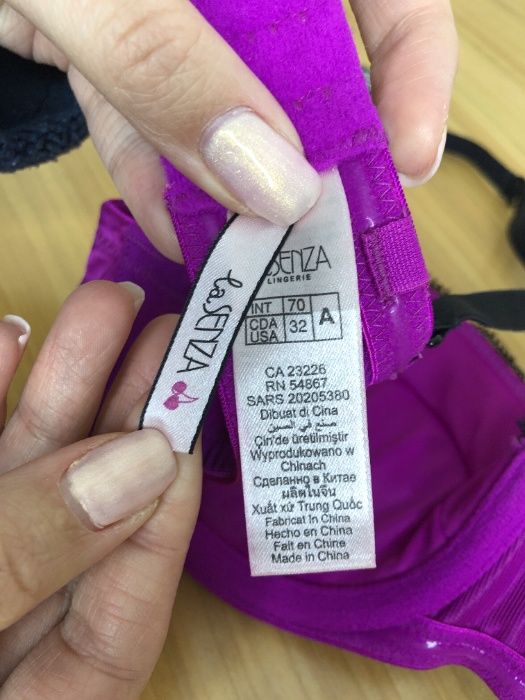 la SENZA
SENZA
LINGERIE
INT 70 A
CDA 32
USA
CA 23226
RN 54867
SARS 20205380
Dibuat di Cina
صنع في الصين
Çin'de üretilmiştir
Wyprodukowano w
Chinach
Сделанно в Китае
ผลิตในจีน
Xuất xứ Trung Quốc
Fabricat în China
Hecho en China
Fait en Chine
Made in China